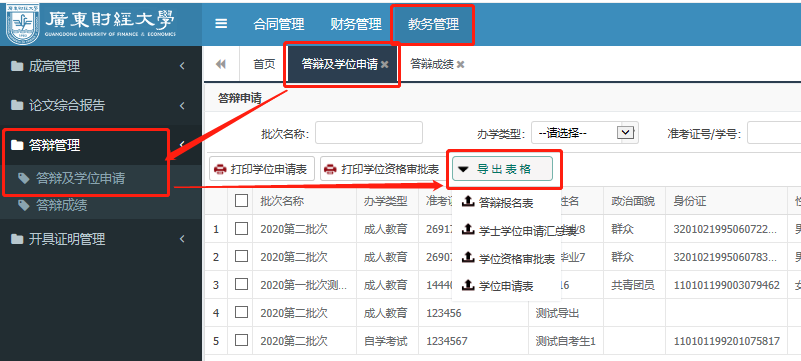 廣東財經大學
GUANGDONG UNIVERSITY OF FINANCE & ECONOMICS
合同管理 财务管理 教务管理
成高管理
论文综合报告
答辩管理
答辩及学位申请
答辩成绩
开具证明管理
首页 答辩及学位申请 答辩成绩
答辩申请
批次名称: 办学类型: --请选择-- 准考证号/学号:
打印学位申请表 打印学位资格审批表 导出表格
答辩报名表
学士学位申请汇总表
学位资格审批表
学位申请表
批次名称 办学类型 准考 姓名 政治面貌 身份证
1 2020第二批次 成人教育 2691 毕业8 群众 3201021995060722...
2 2020第二批次 成人教育 2690 毕业7 群众 3201021995060783...
3 2020第一批次测... 成人教育 1444 16 共青团员 110101199003079462
4 2020第二批次 成人教育 123456 测试导出
5 2020第二批次 自学考试 1234567 测试自考生1 110101199201075817